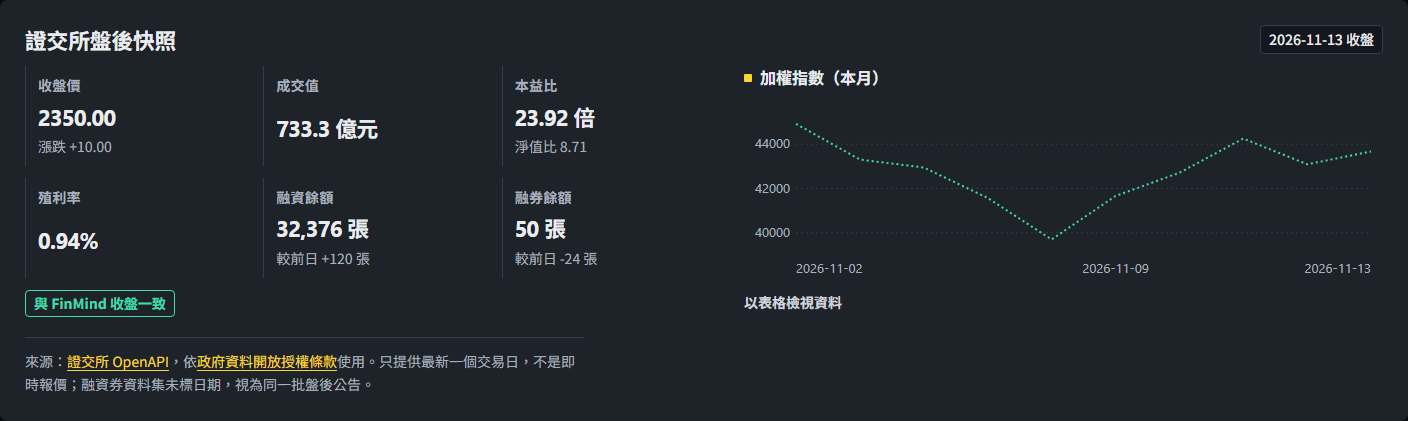 證交所盤後快照
2026-11-13 收盤
收盤價
2350.00
漲跌 +10.00
成交值
733.3 億元
本益比
23.92 倍
淨值比 8.71
殖利率
0.94%
融資餘額
32,376 張
較前日 +120 張
融券餘額
50 張
較前日 -24 張
與 FinMind 收盤一致
來源：證交所 OpenAPI，依政府資料開放授權條款使用。只提供最新一個交易日，不是即
時報價；融資券資料集未標日期，視為同一批盤後公告。
加權指數（本月）
44000
42000
40000
2026-11-02
2026-11-09
2026-11-13
以表格檢視資料